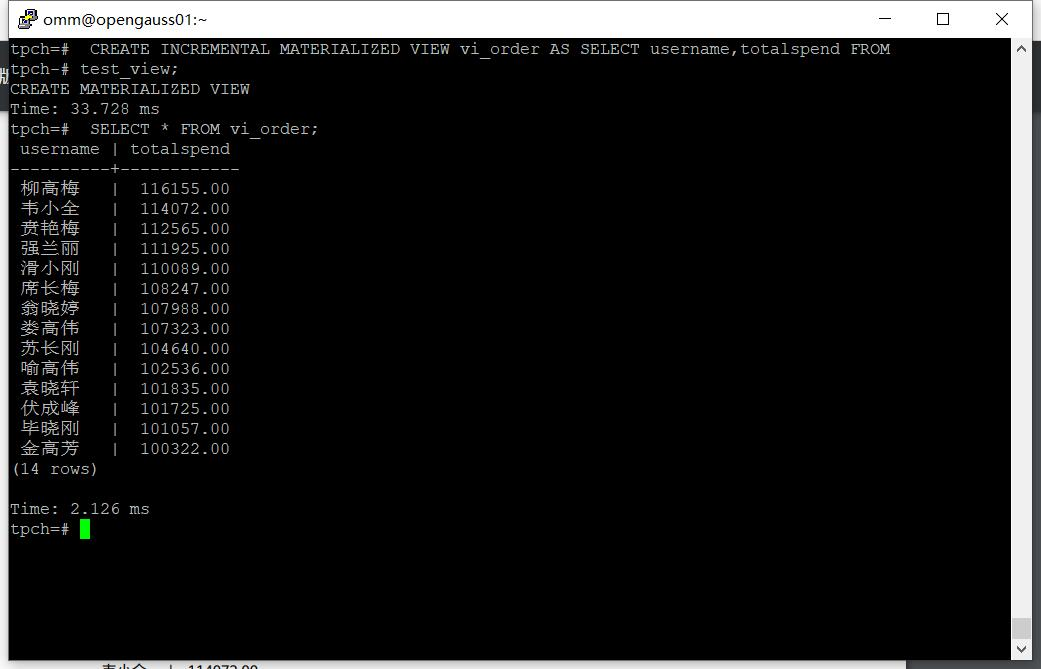 omm@opengauss01:~
tpch=#  CREATE INCREMENTAL MATERIALIZED VIEW vi_order AS SELECT username,totalspend FROM
tpch-# test_view;
CREATE MATERIALIZED VIEW
Time: 33.728 ms
tpch=#  SELECT * FROM vi_order;
 username | totalspend
----------+------------
 柳高梅   |  116155.00
 韦小全   |  114072.00
 贲艳梅   |  112565.00
 强兰丽   |  111925.00
 滑小刚   |  110089.00
 席长梅   |  108247.00
 翁晓婷   |  107988.00
 娄高伟   |  107323.00
 苏长刚   |  104640.00
 喻高伟   |  102536.00
 袁晓轩   |  101835.00
 伏成峰   |  101725.00
 毕晓刚   |  101057.00
 金高芳   |  100322.00
(14 rows)
Time: 2.126 ms
tpch=#